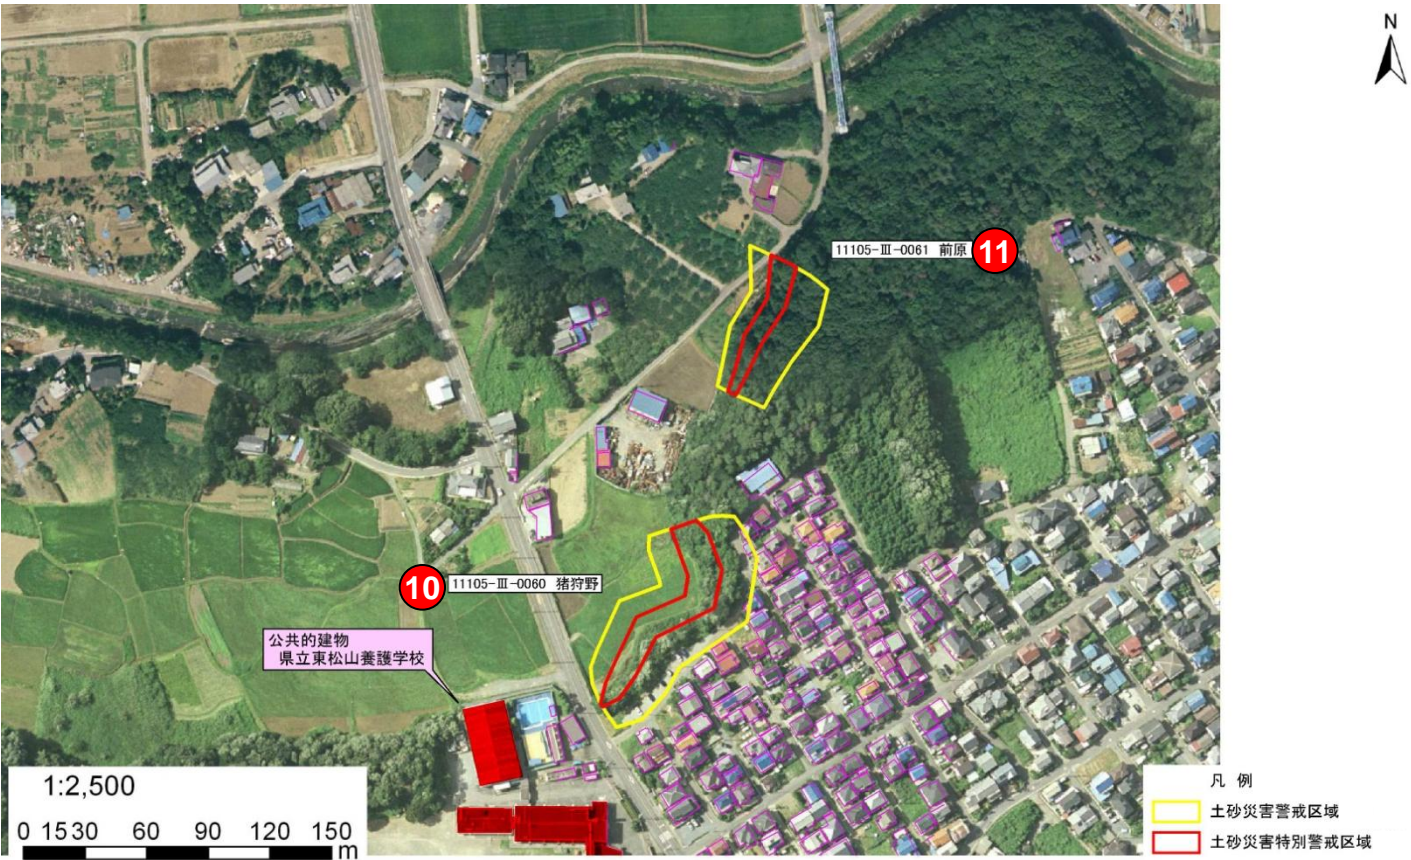 N
11105-Ⅲ-0061 前原
11
10
11105-Ⅲ-0060 猪狩野
公共的建物
県立東松山養護学校
1:2,500
0 15 30 60 90 120 150
m
凡 例
土砂災害警戒区域
土砂災害特別警戒区域